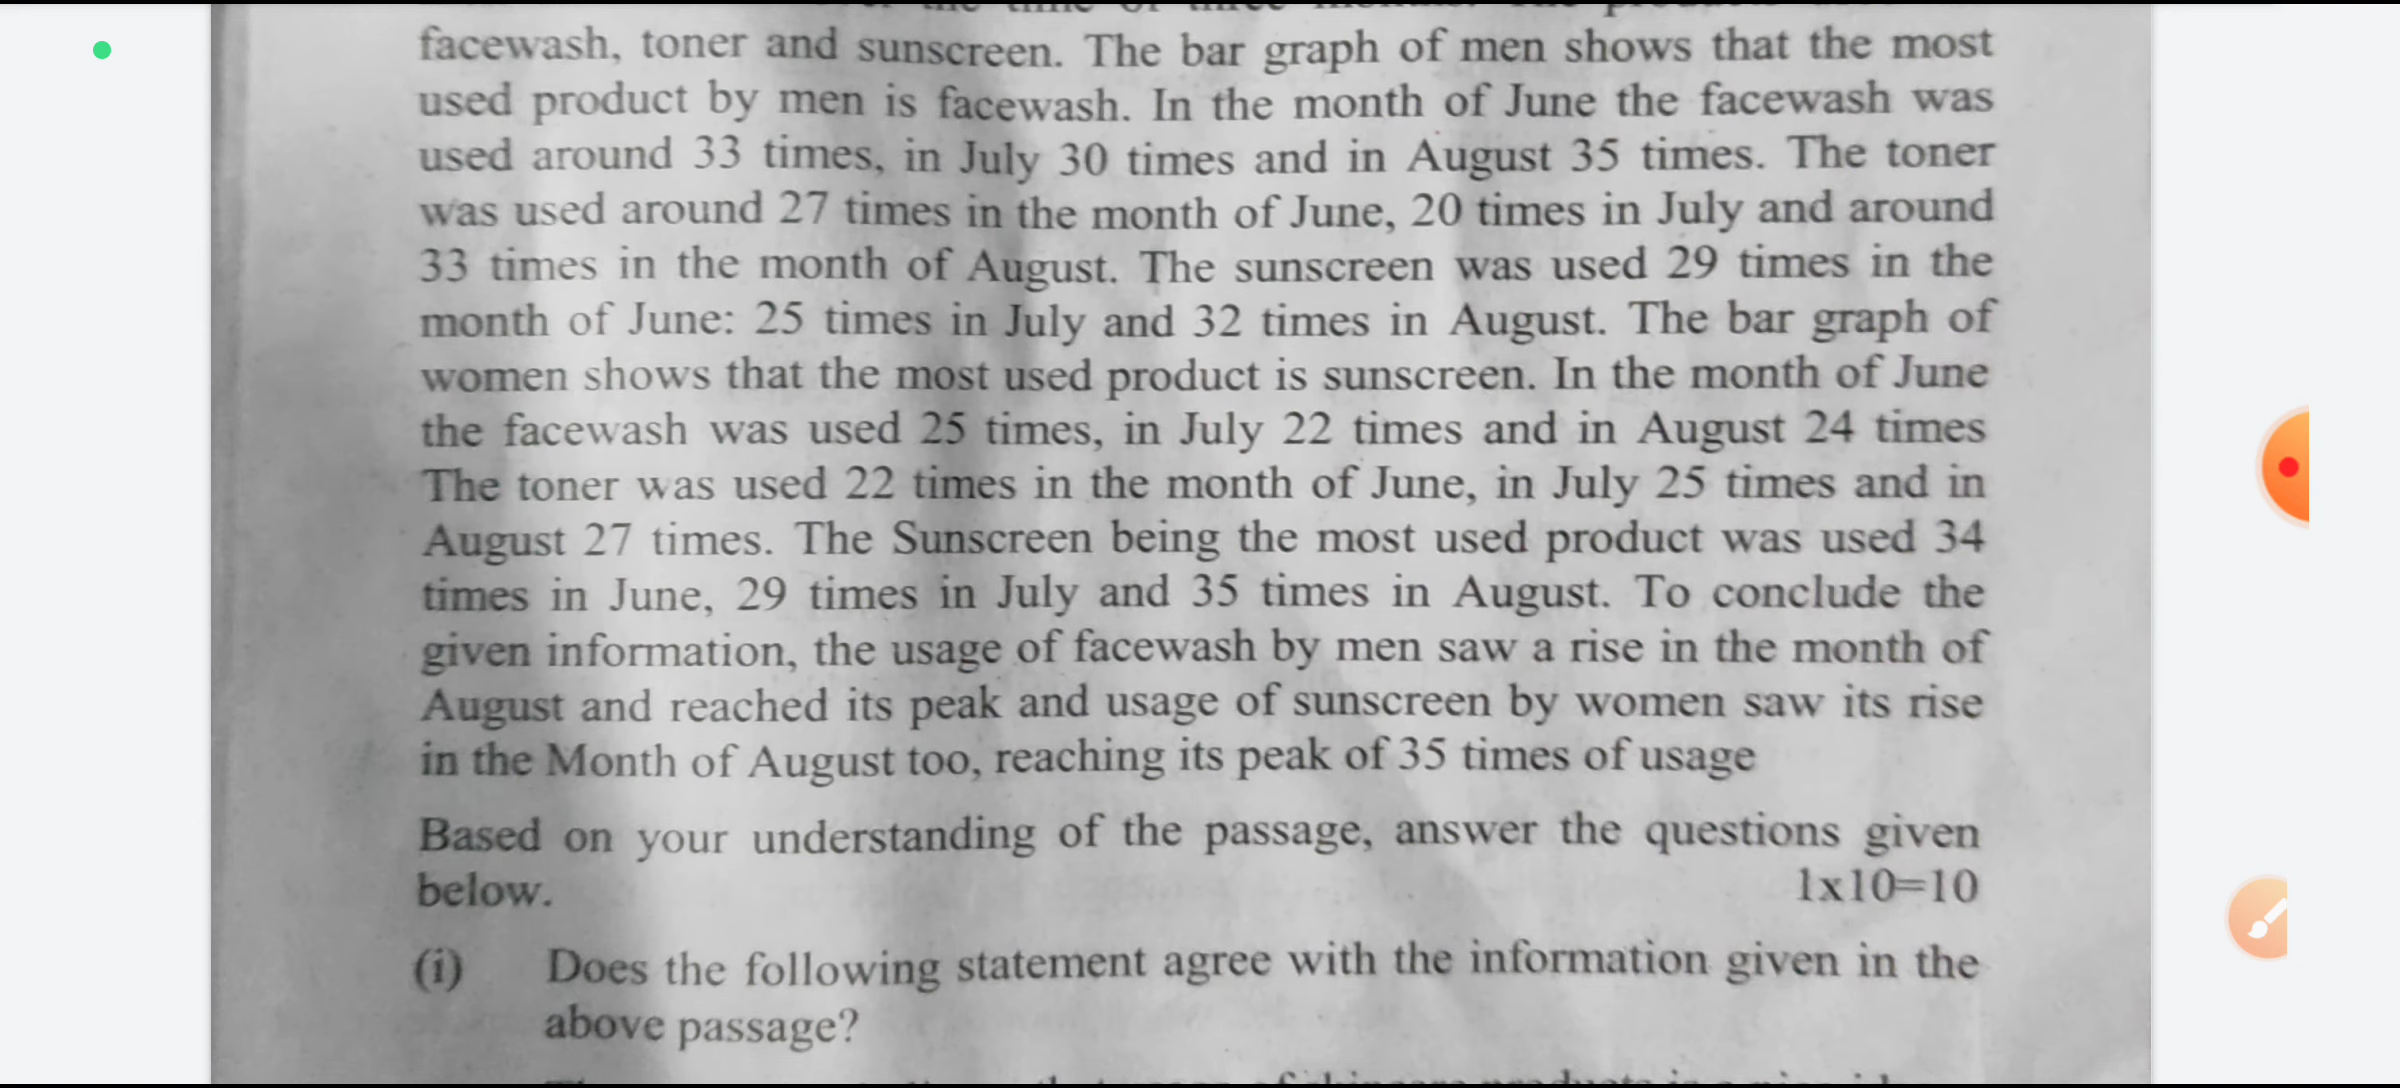 facewash, toner and sunscreen. The bar graph of men shows that the most
used product by men is facewash. In the month of June the facewash was
used around 33 times, in July 30 times and in August 35 times. The toner
was used around 27 times in the month of June, 20 times in July and around
33 times in the month of August. The sunscreen was used 29 times in the
month of June: 25 times in July and 32 times in August. The bar graph of
women shows that the most used product is sunscreen. In the month of June
the facewash was used 25 times, in July 22 times and in August 24 times
The toner was used 22 times in the month of June, in July 25 times and in
August 27 times. The Sunscreen being the most used product was used 34
times in June, 29 times in July and 35 times in August. To conclude the
given information, the usage of facewash by men saw a rise in the month of
August and reached its peak and usage of sunscreen by women saw its rise
in the Month of August too, reaching its peak of 35 times of usage
Based on your understanding of the passage, answer the questions given
below. 1x10=10
(i) Does the following statement agree with the information given in the
above passage?